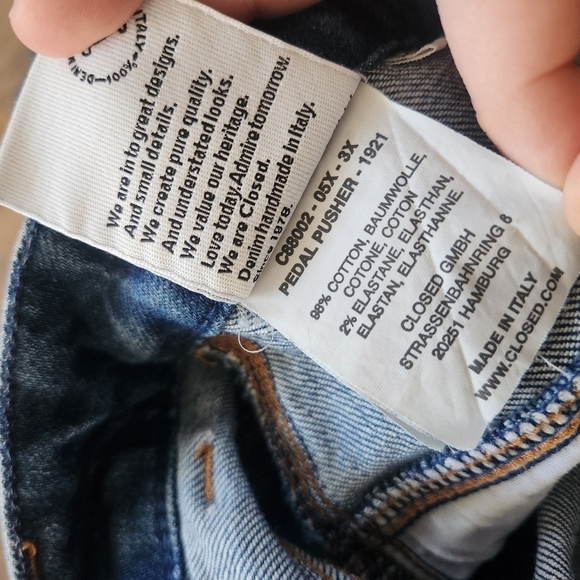 We are in to great designs.
And small details.
We create pure quality.
And understated looks.
We value our heritage.
Love today. Admire tomorrow.
We are Closed.
Denim handmade in Italy.
Since 1978.
C88002 - 05X - 3X
PEDAL PUSHER - 1921
98% COTTON, BAUMWOLLE,
COTONE, COTON
2% ELASTANE, ELASTHAN,
ELASTAN, ELASTHANNE.
CLOSED GMBH
STRASSENBAHNRING 6
20251 HAMBURG
MADE IN ITALY
WWW.CLOSED.COM